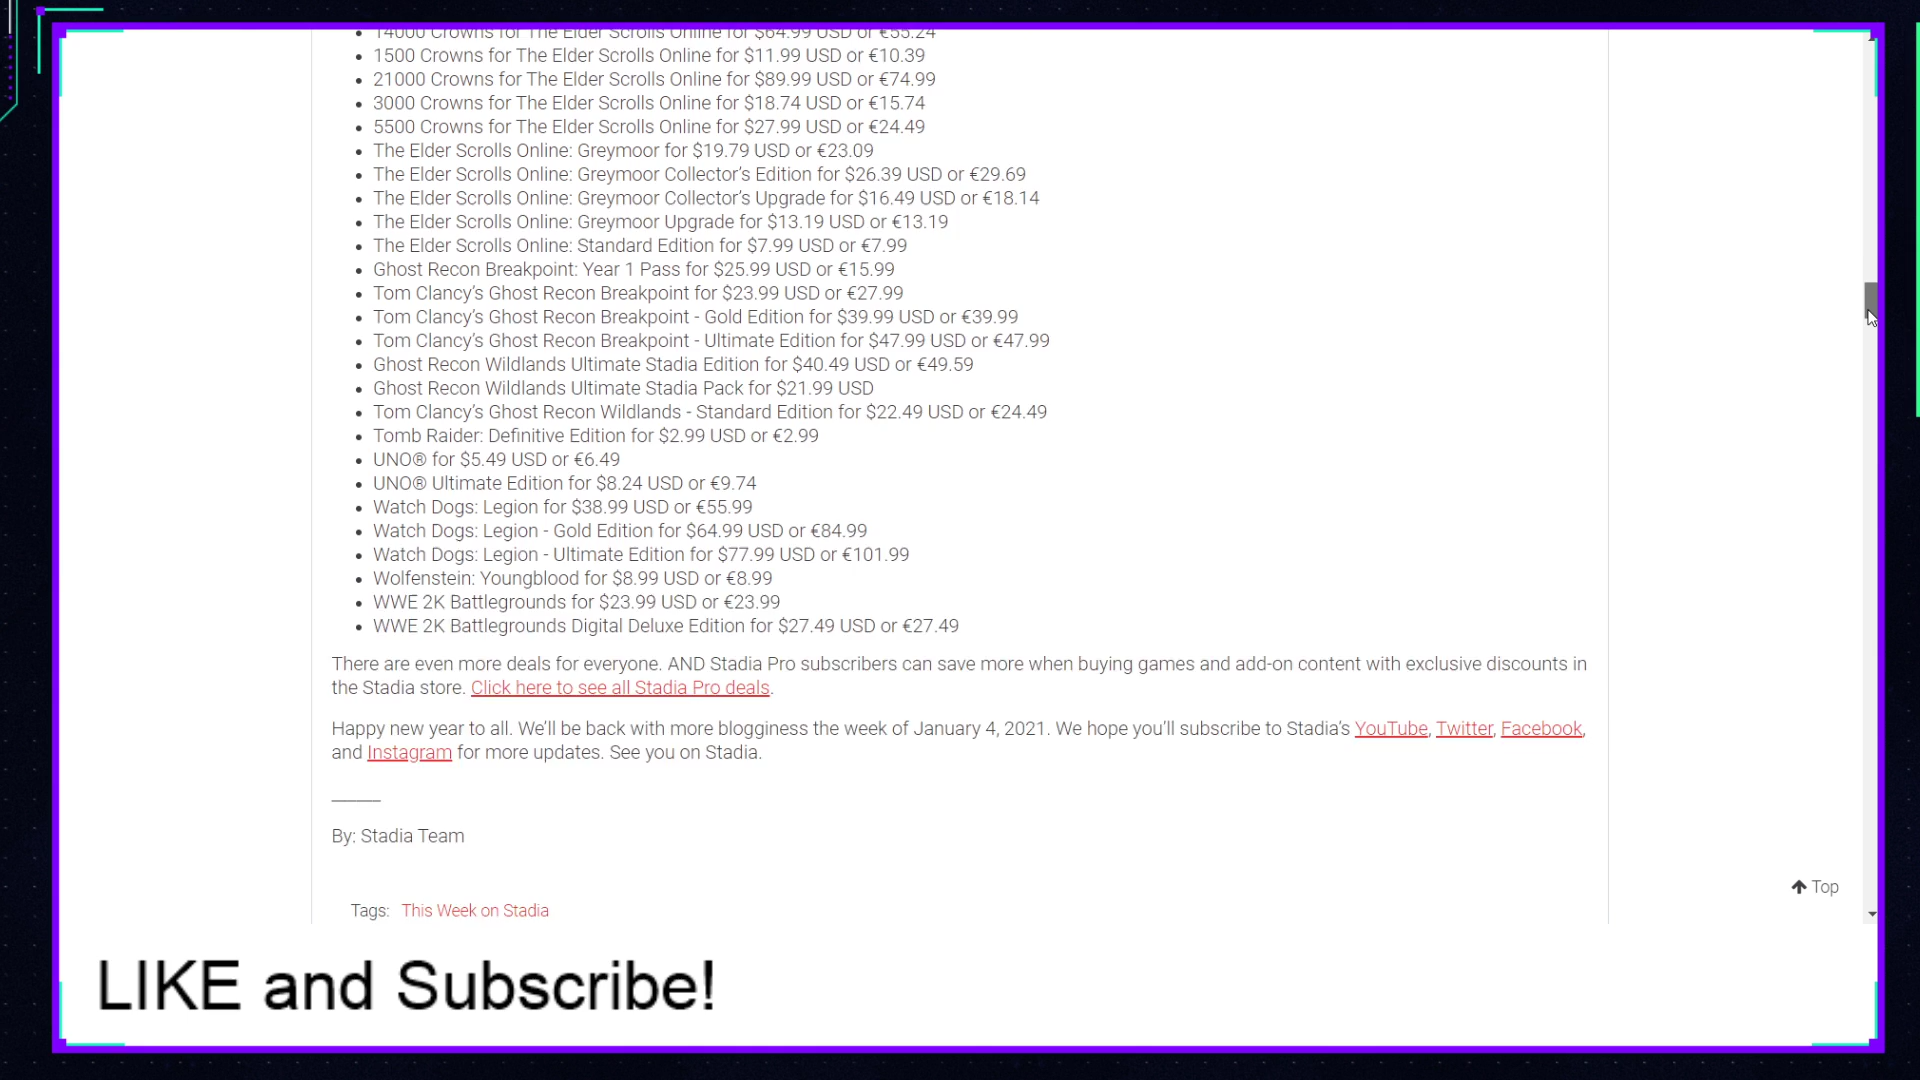 14000 Crowns for The Elder Scrolls Online for $64.99 USD or €55.24
1500 Crowns for The Elder Scrolls Online for $11.99 USD or €10.39
21000 Crowns for The Elder Scrolls Online for $89.99 USD or €74.99
3000 Crowns for The Elder Scrolls Online for $18.74 USD or €15.74
5500 Crowns for The Elder Scrolls Online for $27.99 USD or €24.49
The Elder Scrolls Online: Greymoor for $19.79 USD or €23.09
The Elder Scrolls Online: Greymoor Collector’s Edition for $26.39 USD or €29.69
The Elder Scrolls Online: Greymoor Collector’s Upgrade for $16.49 USD or €18.14
The Elder Scrolls Online: Greymoor Upgrade for $13.19 USD or €13.19
The Elder Scrolls Online: Standard Edition for $7.99 USD or €7.99
Ghost Recon Breakpoint: Year 1 Pass for $25.99 USD or €15.99
Tom Clancy’s Ghost Recon Breakpoint for $23.99 USD or €27.99
Tom Clancy’s Ghost Recon Breakpoint - Gold Edition for $39.99 USD or €39.99
Tom Clancy’s Ghost Recon Breakpoint - Ultimate Edition for $47.99 USD or €47.99
Ghost Recon Wildlands Ultimate Stadia Edition for $40.49 USD or €49.59
Ghost Recon Wildlands Ultimate Stadia Pack for $21.99 USD
Tom Clancy’s Ghost Recon Wildlands - Standard Edition for $22.49 USD or €24.49
Tomb Raider: Definitive Edition for $2.99 USD or €2.99
UNO® for $5.49 USD or €6.49
UNO® Ultimate Edition for $8.24 USD or €9.74
Watch Dogs: Legion for $38.99 USD or €55.99
Watch Dogs: Legion - Gold Edition for $64.99 USD or €84.99
Watch Dogs: Legion - Ultimate Edition for $77.99 USD or €101.99
Wolfenstein: Youngblood for $8.99 USD or €8.99
WWE 2K Battlegrounds for $23.99 USD or €23.99
WWE 2K Battlegrounds Digital Deluxe Edition for $27.49 USD or €27.49
There are even more deals for everyone. AND Stadia Pro subscribers can save more when buying games and add-on content with exclusive discounts in
the Stadia store. Click here to see all Stadia Pro deals.
Happy new year to all. We’ll be back with more blogginess the week of January 4, 2021. We hope you’ll subscribe to Stadia’s YouTube, Twitter, Facebook,
and Instagram for more updates. See you on Stadia.
______
By: Stadia Team
Top
Tags: This Week on Stadia
LIKE and Subscribe!